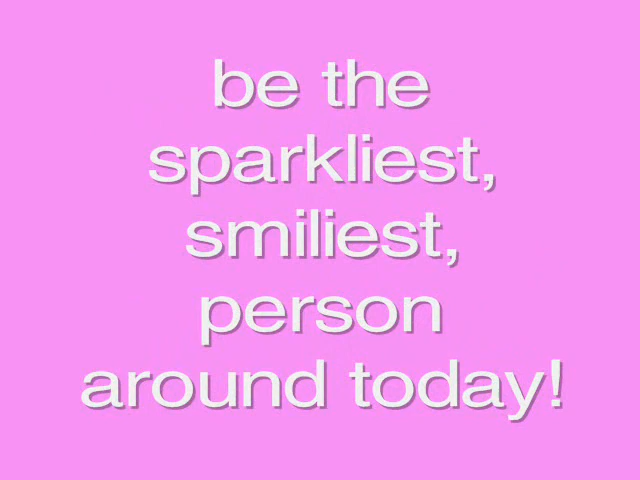 be the
sparkliest,
smiliest,
person
around today!